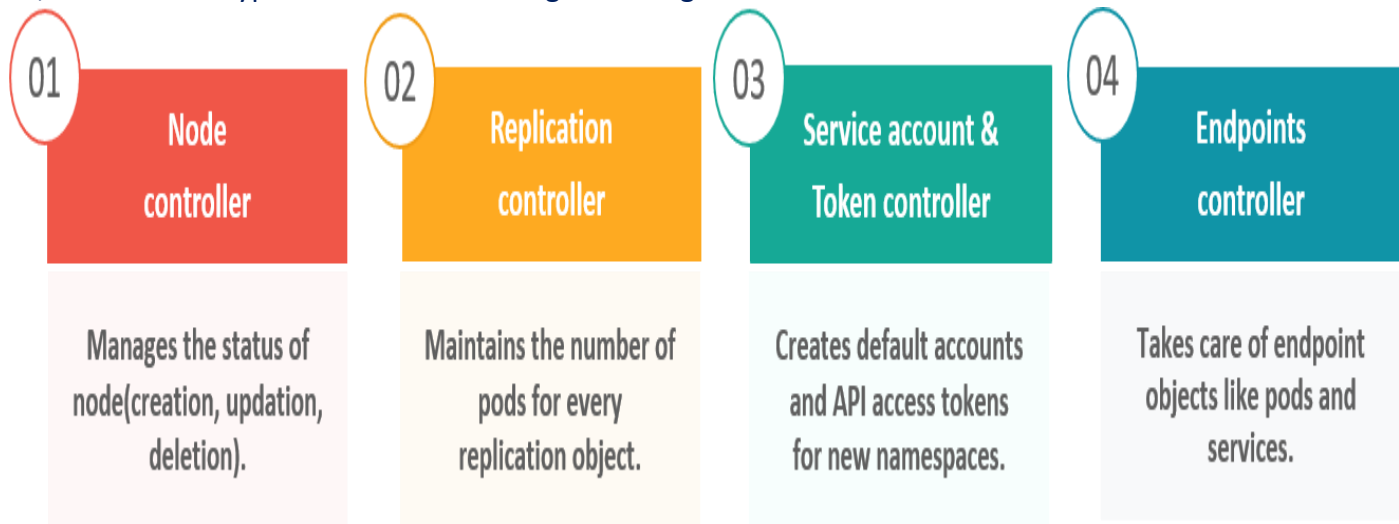 01
Node
controller
Manages the status of
node(creation, updation,
deletion).
02
Replication
controller
Maintains the number of
pods for every
replication object.
03
Service account &
Token controller
Creates default accounts
and API access tokens
for new namespaces.
04
Endpoints
controller
Takes care of endpoint
objects like pods and
services.